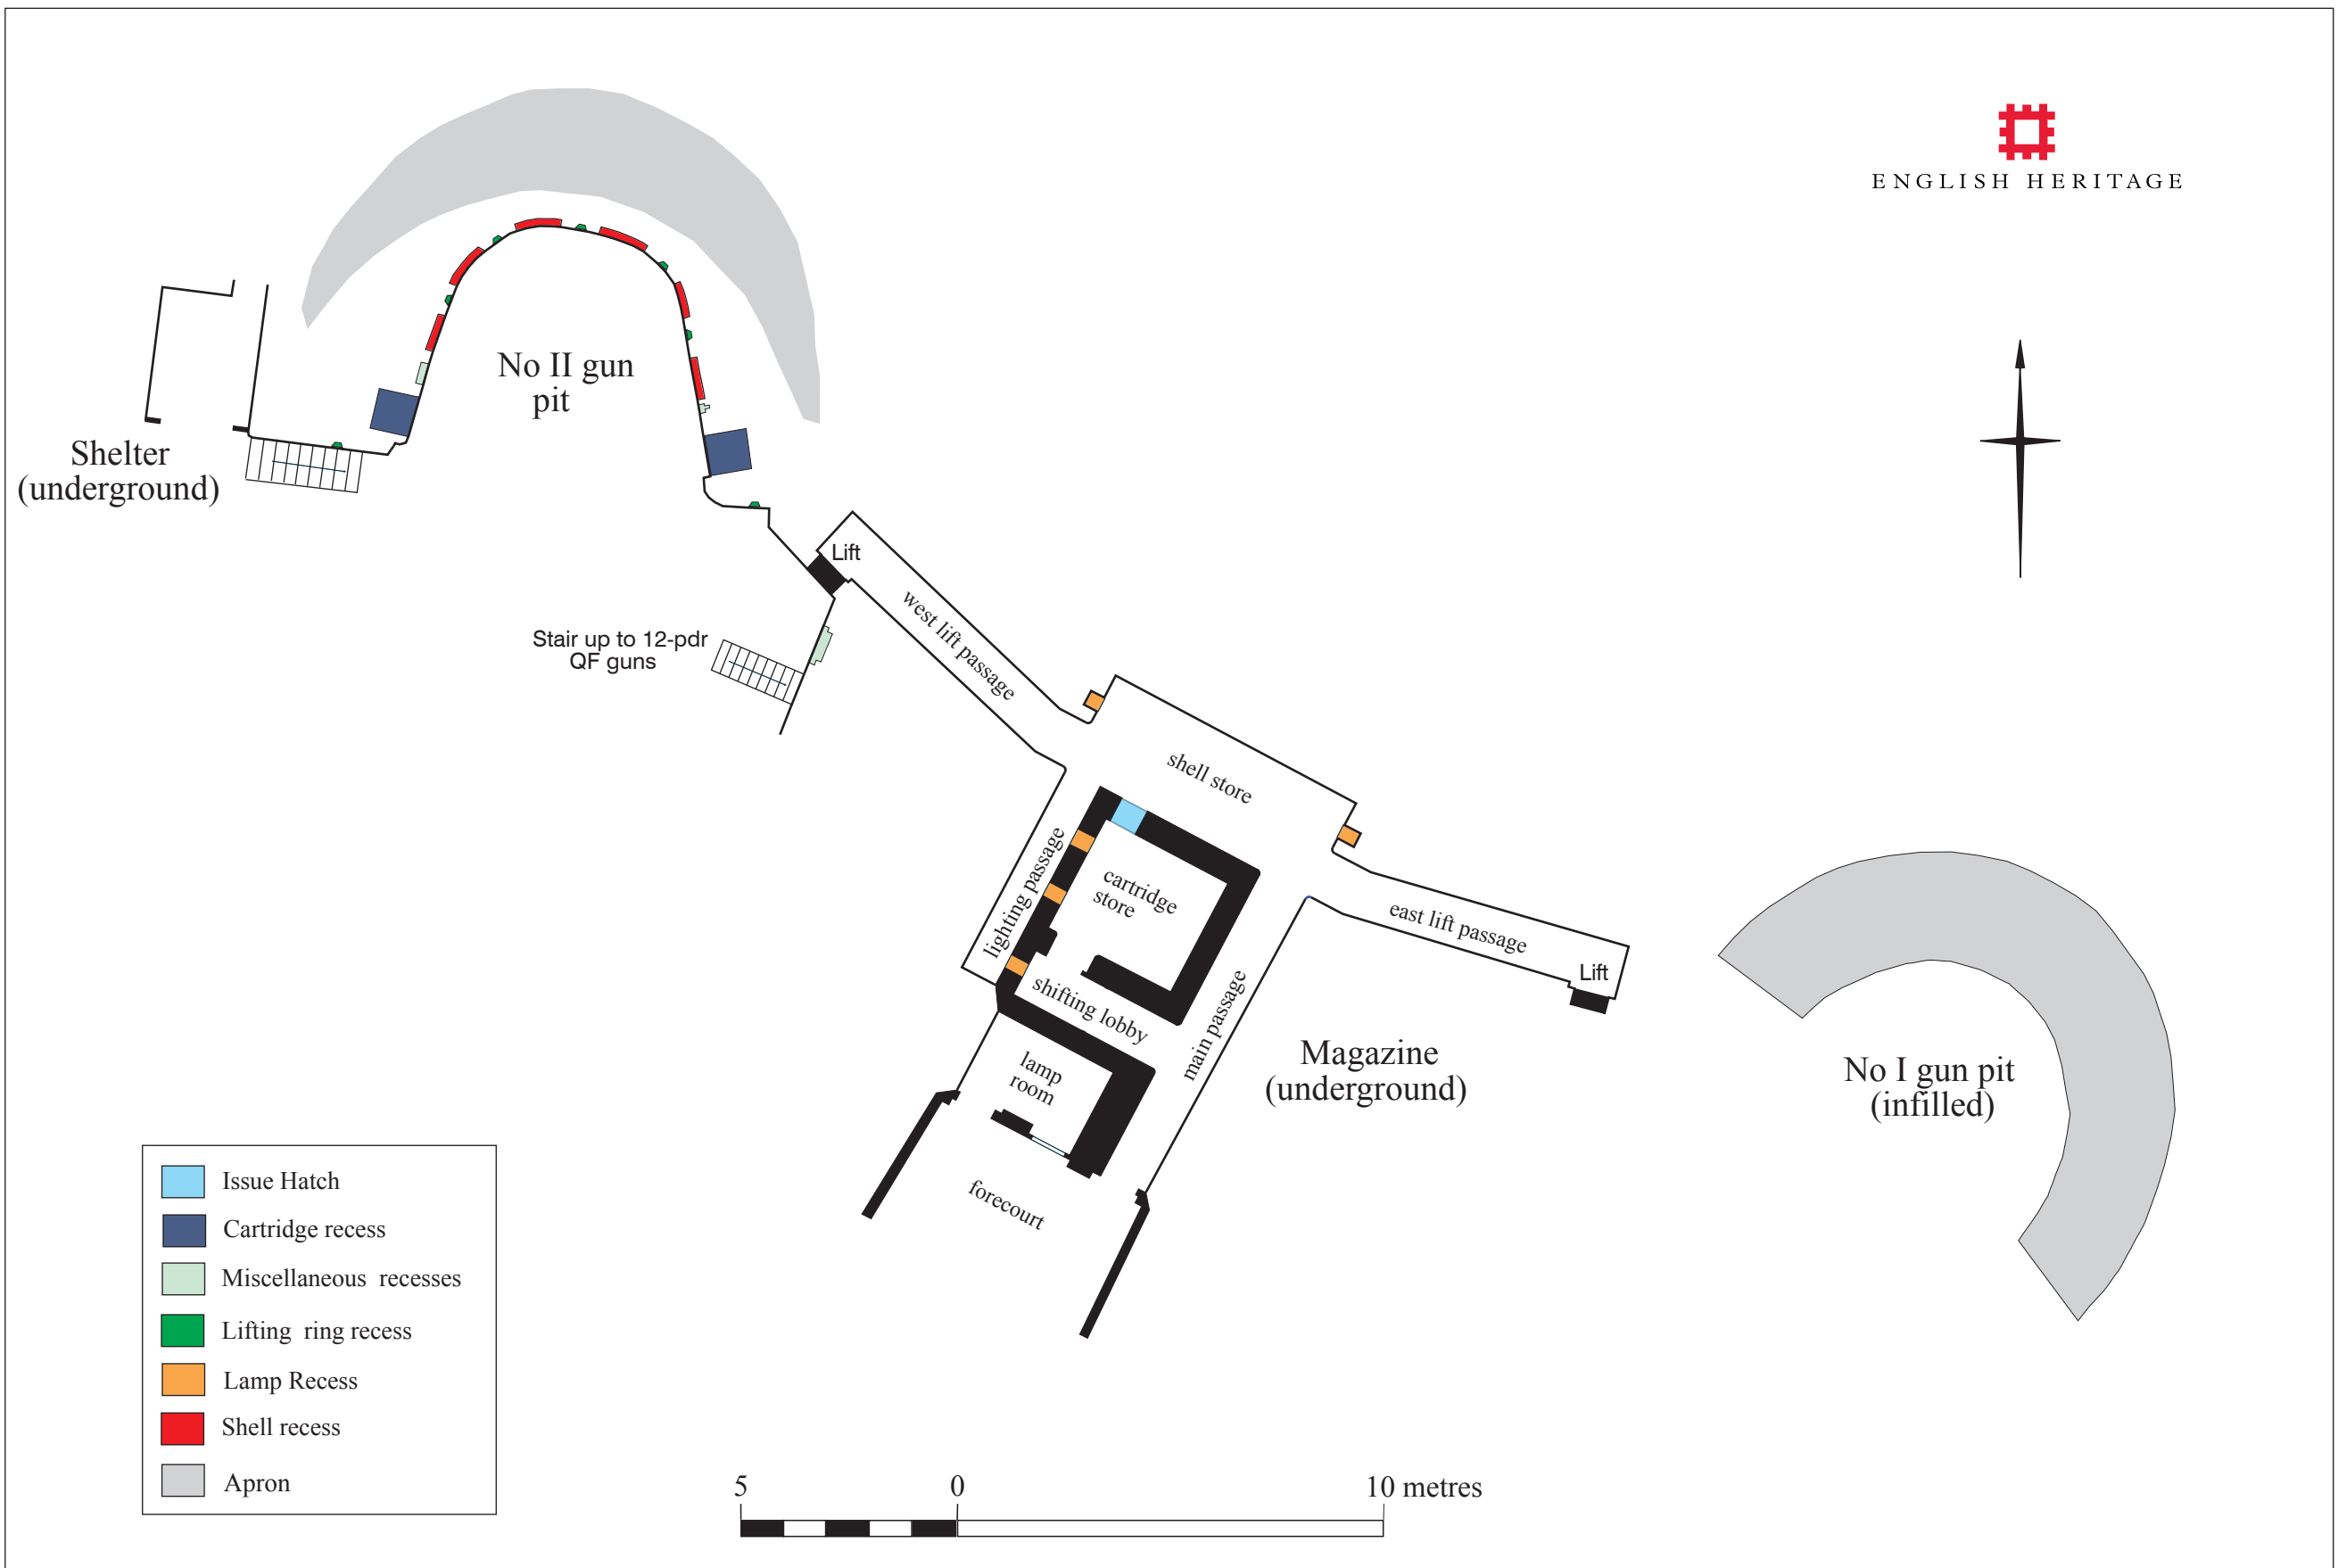 ENGLISH HERITAGE
No II gun
pit
Shelter
(underground)
Lift
west lift passage
Stair up to 12-pdr
QF guns
shell store
lighting passage
cartridge
store
east lift passage
Lift
shifting lobby
main passage
Magazine
(underground)
lamp
room
forecourt
No I gun pit
(infilled)
Issue Hatch
Cartridge recess
Miscellaneous recesses
Lifting ring recess
Lamp Recess
Shell recess
Apron
5 0 10 metres